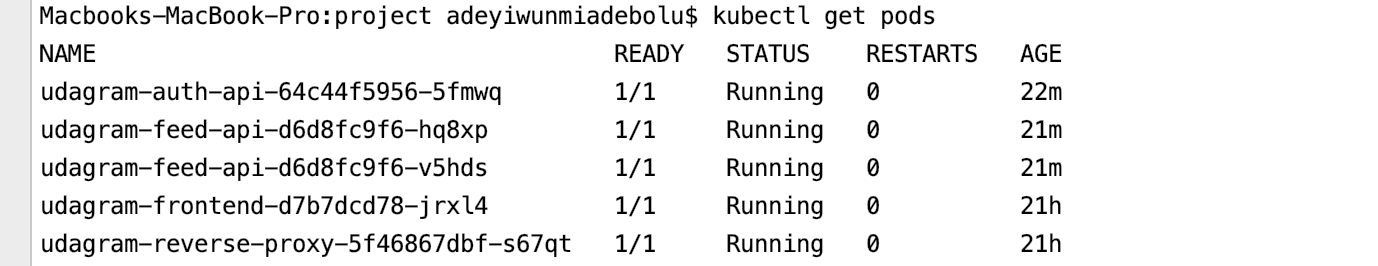 Macbooks-MacBook-Pro:project adeyiwunmiadebolu$ kubectl get pods
NAME READY STATUS RESTARTS AGE
udagram-auth-api-64c44f5956-5fmwq 1/1 Running 0 22m
udagram-feed-api-d6d8fc9f6-hq8xp 1/1 Running 0 21m
udagram-feed-api-d6d8fc9f6-v5hds 1/1 Running 0 21m
udagram-frontend-d7b7dcd78-jrxl4 1/1 Running 0 21h
udagram-reverse-proxy-5f46867dbf-s67qt 1/1 Running 0 21h